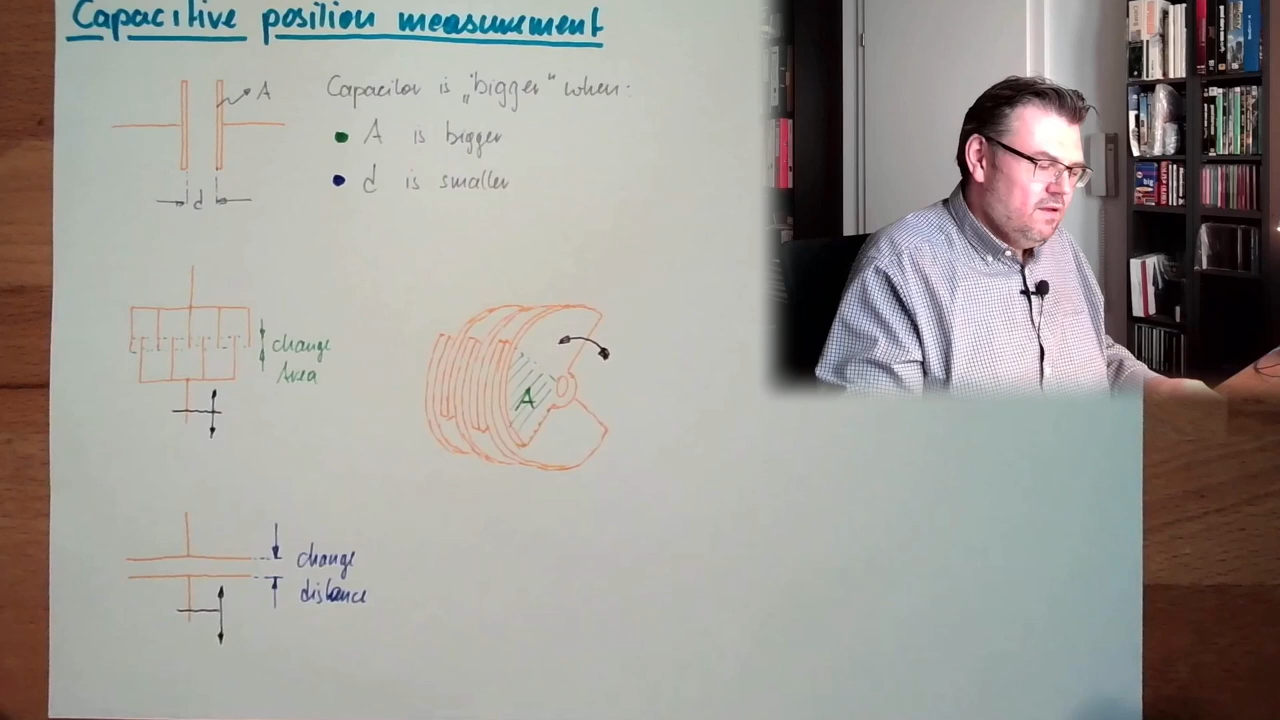 Capacitive position measurement
A
Capacitor is „bigger“ when:
A is bigger
d is smaller
d
change
Area
A
change
distance